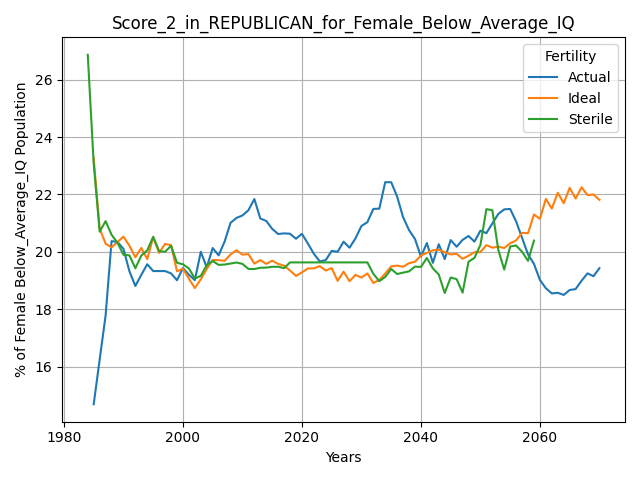 Score_2_in_REPUBLICAN_for_Female_Below_Average_IQ
% of Female Below_Average_IQ Population
26
24
22
20
18
16
Fertility
Actual
Ideal
Sterile
1980
2000
2020
2040
2060
Years